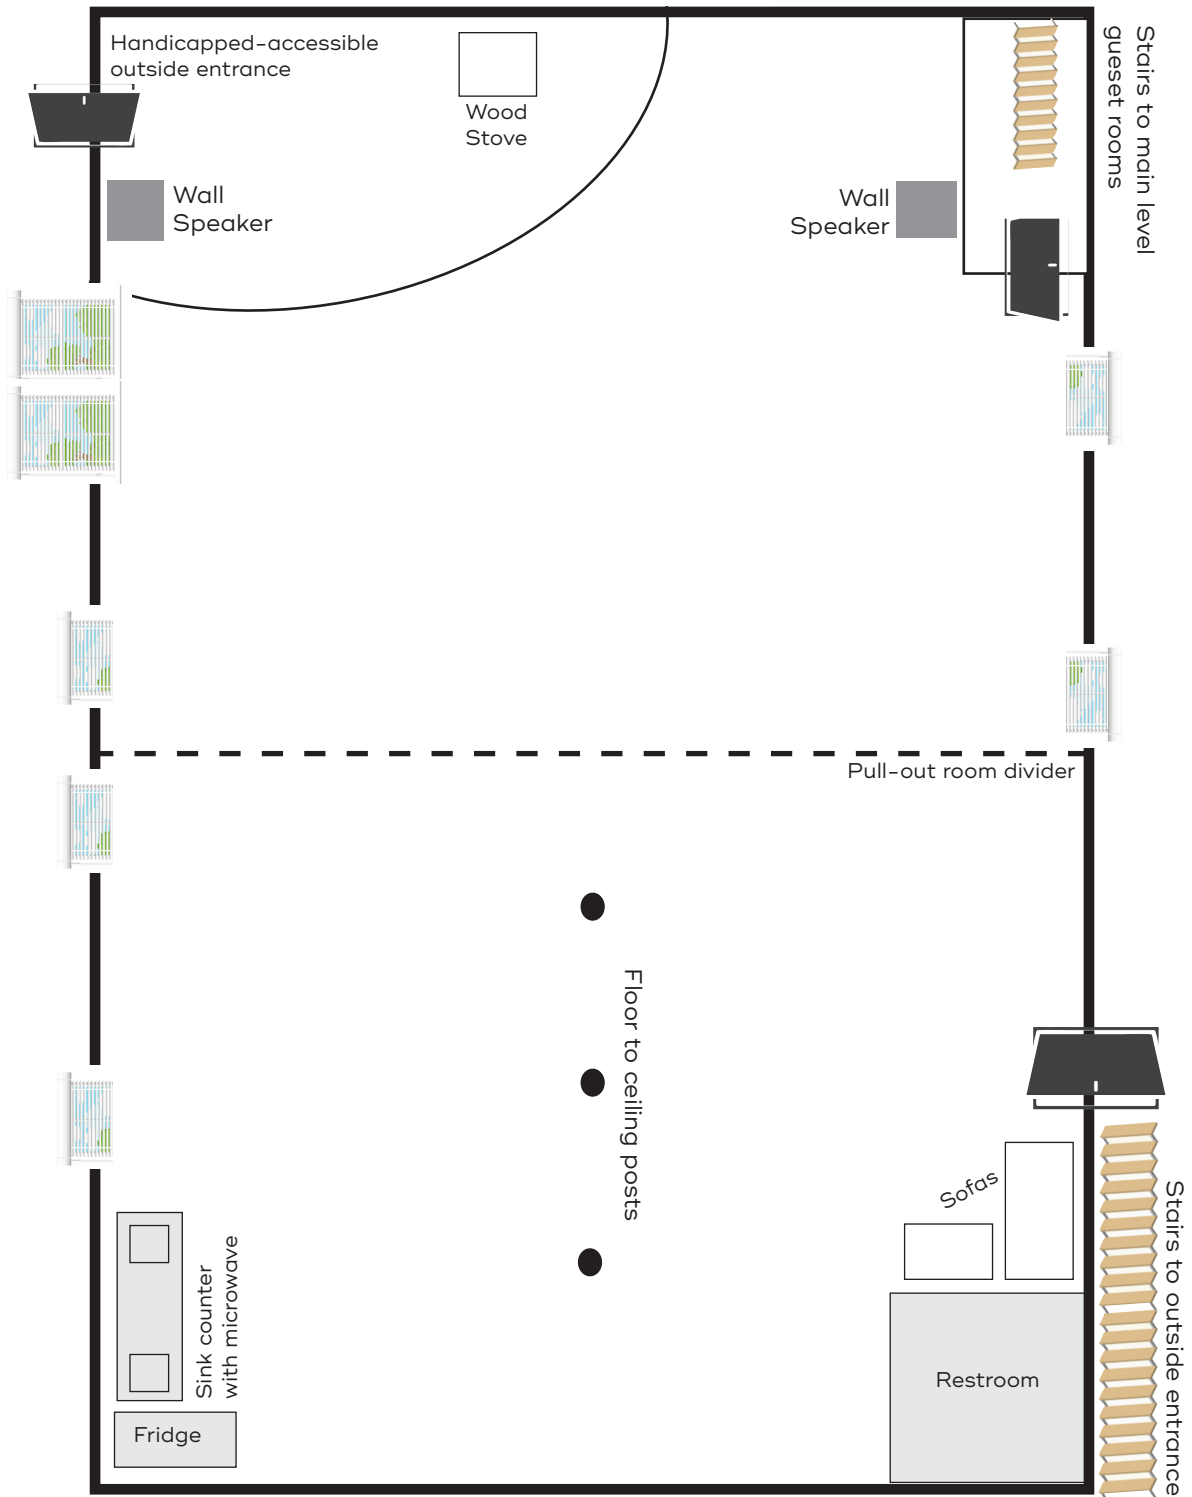 Handicapped-accessible
outside entrance
Wood
Stove
Stairs to main level
gueset rooms
Wall
Speaker
Wall
Speaker
Pull-out room divider
Floor to ceiling posts
Sofas
Stairs to outside entrance
Sink counter
with microwave
Restroom
Fridge